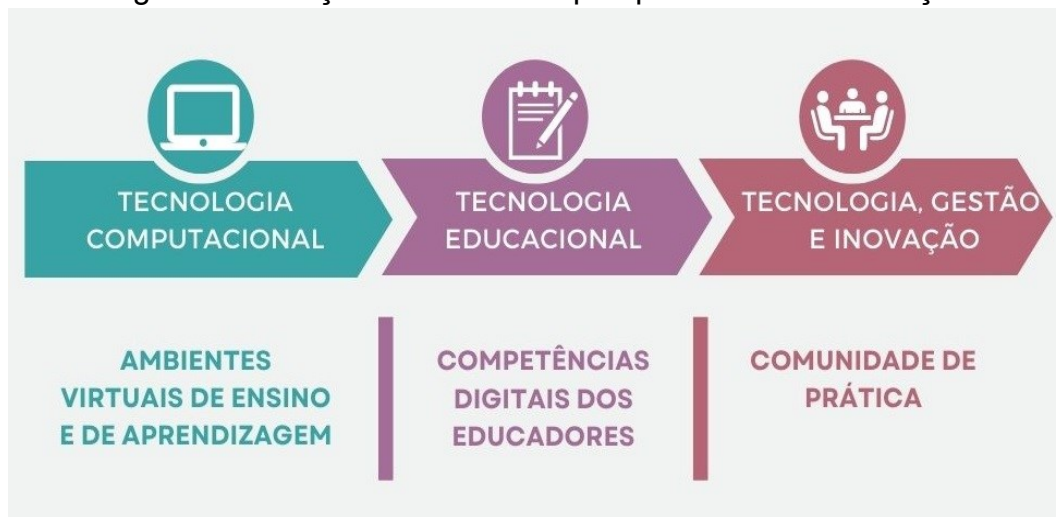 TECNOLOGIA
COMPUTACIONAL
TECNOLOGIA
EDUCACIONAL
TECNOLOGIA, GESTÃO
E INOVAÇÃO
AMBIENTES
VIRTUAIS DE ENSINO
E DE APRENDIZAGEM
COMPETÊNCIAS
DIGITAIS DOS
EDUCADORES
COMUNIDADE DE
PRÁTICA